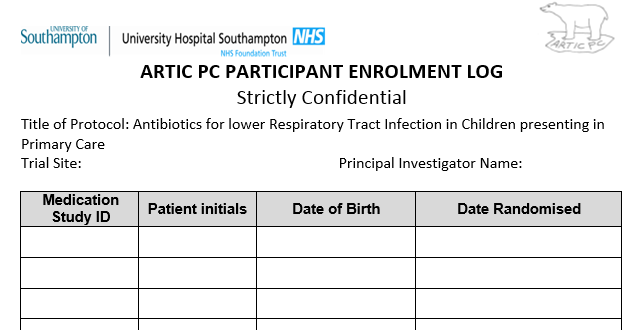 UNIVERSITY OF
Southampton
University Hospital Southampton NHS
NHS Foundation Trust
ARTIC PC
ARTIC PC PARTICIPANT ENROLMENT LOG
Strictly Confidential
Title of Protocol: Antibiotics for lower Respiratory Tract Infection in Children presenting in
Primary Care
Trial Site: Principal Investigator Name:
Medication Study ID Patient initials Date of Birth Date Randomised